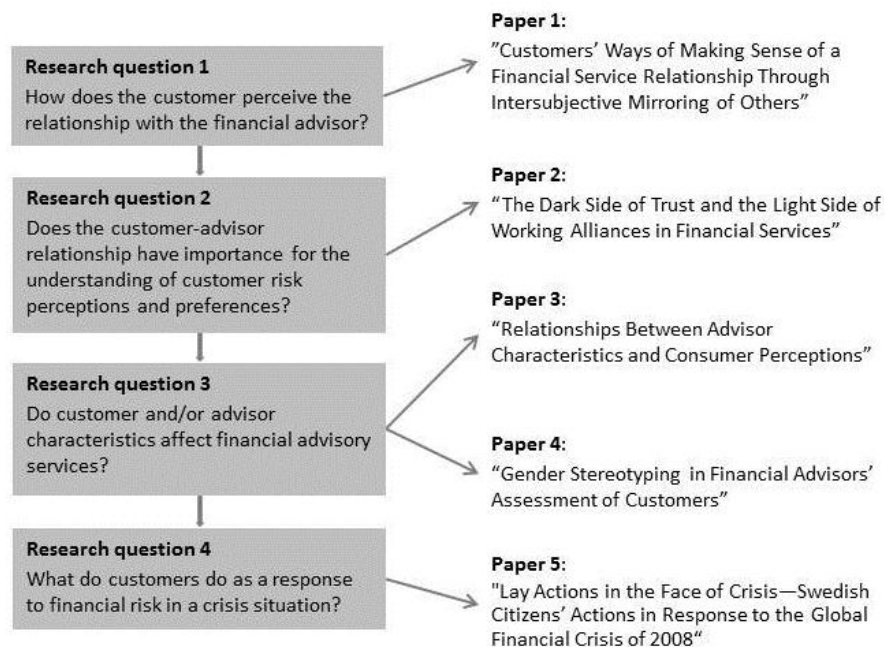 Research question 1
How does the customer perceive the
relationship with the financial advisor?
Paper 1:
”Customers’ Ways of Making Sense of a
Financial Service Relationship Through
Intersubjective Mirroring of Others”
Research question 2
Does the customer-advisor
relationship have importance for the
understanding of customer risk
perceptions and preferences?
Paper 2:
“The Dark Side of Trust and the Light Side of
Working Alliances in Financial Services”
Research question 3
Do customer and/or advisor
characteristics affect financial advisory
services?
Paper 3:
“Relationships Between Advisor
Characteristics and Consumer Perceptions”
Paper 4:
“Gender Stereotyping in Financial Advisors’
Assessment of Customers”
Research question 4
What do customers do as a response
to financial risk in a crisis situation?
Paper 5:
"Lay Actions in the Face of Crisis—Swedish
Citizens’ Actions in Response to the Global
Financial Crisis of 2008“